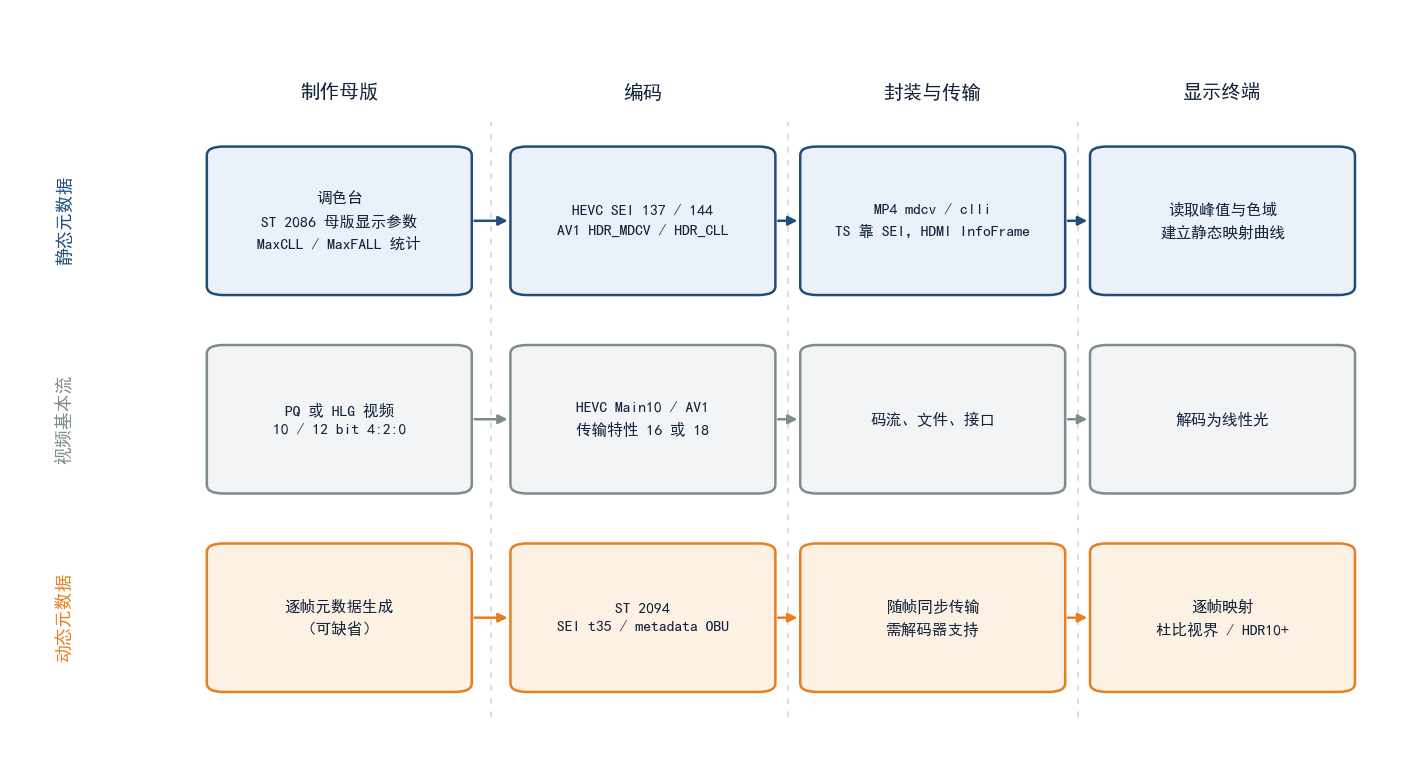 制作母版
编码
封装与传输
显示终端
静态元数据
调色台
ST 2086 母版显示参数
MaxCLL / MaxFALL 统计
HEVC SEI 137 / 144
AV1 HDR_MDCV / HDR_CLL
MP4 mdcv / clli
TS 靠 SEI，HDMI InfoFrame
读取峰值与色域
建立静态映射曲线
视频基本流
PQ 或 HLG 视频
10 / 12 bit 4:2:0
HEVC Main10 / AV1
传输特性 16 或 18
码流、文件、接口
解码为线性光
动态元数据
逐帧元数据生成
（可缺省）
ST 2094
SEI t35 / metadata OBU
随帧同步传输
需解码器支持
逐帧映射
杜比视界 / HDR10+